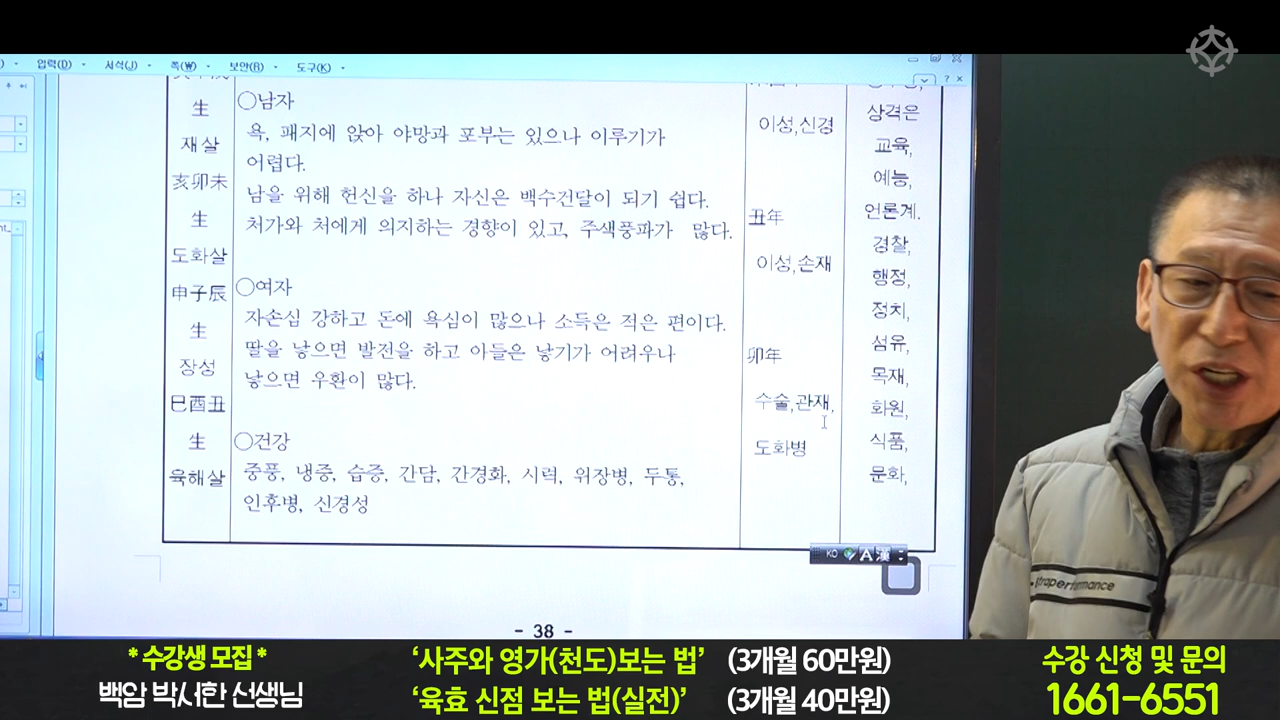 입력(D) 서식(J) 쪽(W) 보안(B) 도구(K)
生
재살
亥卯未
生
도화살
申子辰
生
장성
巳酉丑
生
육해살
○남자
욕, 패지에 앉아 야망과 포부는 있으나 이루기가
어렵다.
남을 위해 헌신을 하나 자신은 백수건달이 되기 쉽다.
처가와 처에게 의지하는 경향이 있고, 주색풍파가 많다.
○여자
자손심 강하고 돈에 욕심이 많으나 소득은 적은 편이다.
딸을 낳으면 발전을 하고 아들은 낳기가 어려우나
낳으면 우환이 많다.
○건강
중풍, 냉증, 습증, 간담, 간경화, 시력, 위장병, 두통,
인후병, 신경성
이성,신경
丑年
이성,손재
卯年
수술,관재,
도화병
상격은
교육,
예능,
언론계.
경찰,
행정,
정치,
섬유,
목재,
화원,
식품,
문화,
KO A 漢
- 38 -
* 수강생 모집 *
백암 박시한 선생님
‘사주와 영가(천도)보는 법’ (3개월 60만원)
‘육효 신점 보는 법(실전)’ (3개월 40만원)
수강 신청 및 문의
1661-6551